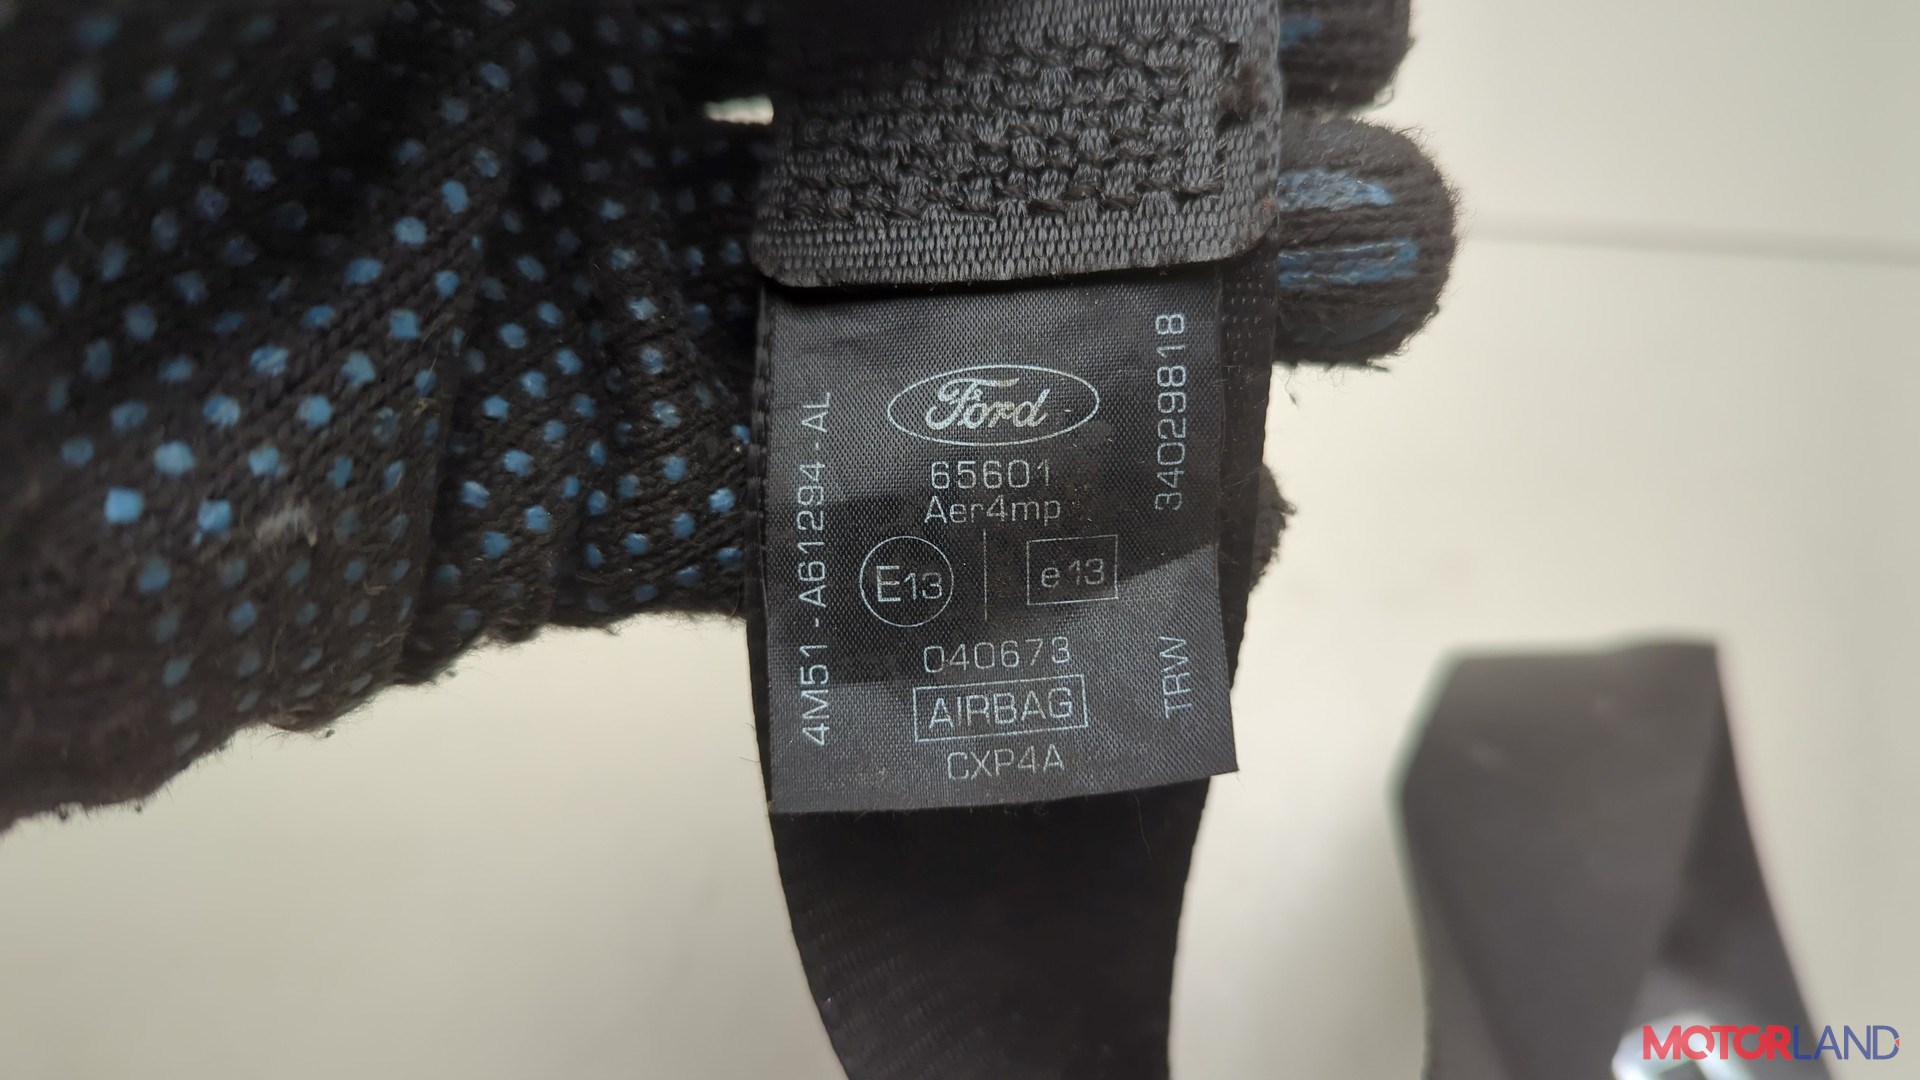 Ford
65601
Aer4mp
E13
e13
040673
AIRBAG
CXP4A
4M51-A61294-AL
34029818
TRW
MOTORLAND